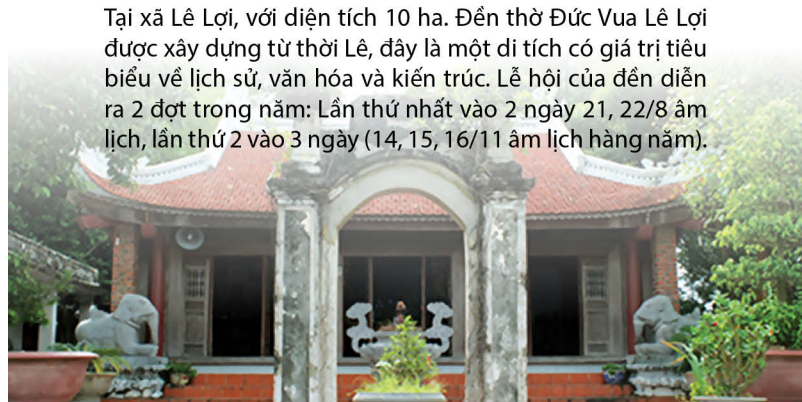 Tại xã Lê Lợi, với diện tích 10 ha. Đền thờ Đức Vua Lê Lợi
được xây dựng từ thời Lê, đây là một di tích có giá trị tiêu
biểu về lịch sử, văn hóa và kiến trúc. Lễ hội của đền diễn
ra 2 đợt trong năm: Lần thứ nhất vào 2 ngày 21, 22/8 âm
lịch, lần thứ 2 vào 3 ngày (14, 15, 16/11 âm lịch hàng năm).